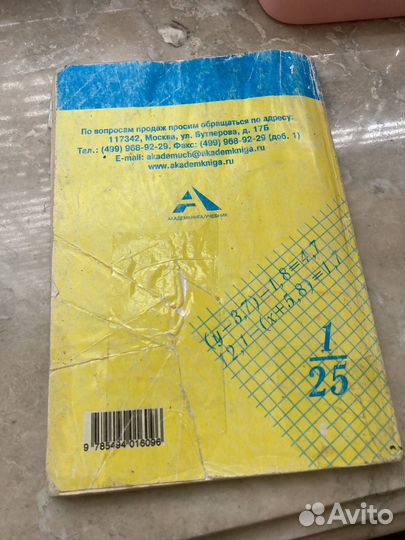 По вопросам продаж просим обращаться по адресу:
117342, Москва, ул. Бутлерова, д. 17Б
Тел.: (499) 968-92-29. Факс: (499) 968-92-29 (доб. 1)
E-mail: akademuch@akademkniga.ru
www.akademkniga.ru
АКАДЕМКНИГА/УЧЕБНИК
(y-3,7)-1,8=4,7
12,1-(x+5,8)=1,7
1
25
9 785494 016096
Avito